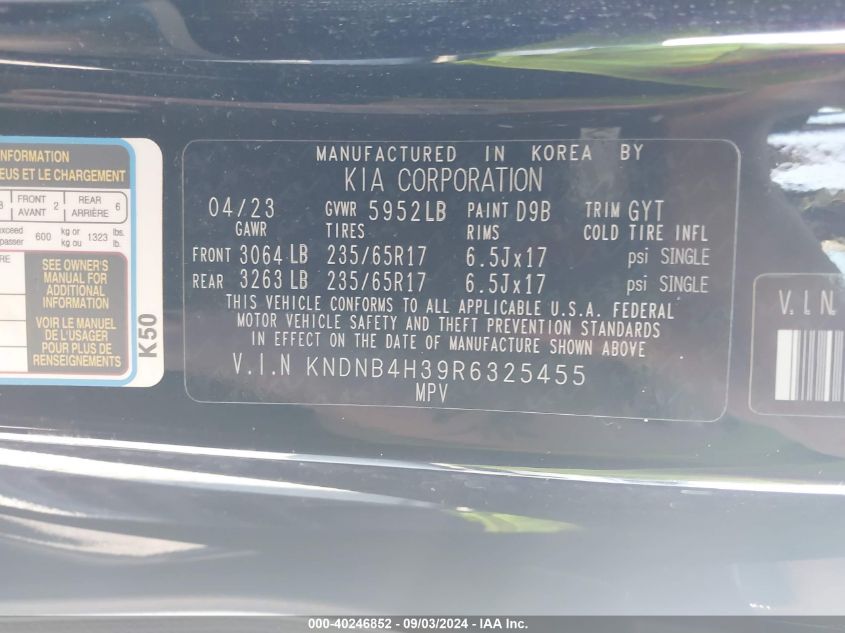 NFORMATION
EUS ET LE CHARGEMENT
FRONT AVANT 2 REAR ARRIÈRE 6
exceed
passer 600 kg or kg ou 1323 lbs. lb.
SEE OWNER'S
MANUAL FOR
ADDITIONAL
INFORMATION
VOIR LE MANUEL
DE L'USAGER
POUR PLUS DE
RENSEIGNEMENTS
K50
MANUFACTURED IN KOREA BY
KIA CORPORATION
04/23 GVWR 5952LB PAINT D9B TRIM GYT
GAWR TIRES RIMS COLD TIRE INFL
FRONT 3064 LB 235/65R17 6.5Jx17 psi SINGLE
REAR 3263 LB 235/65R17 6.5Jx17 psi SINGLE
THIS VEHICLE CONFORMS TO ALL APPLICABLE U.S.A. FEDERAL
MOTOR VEHICLE SAFETY AND THEFT PREVENTION STANDARDS
IN EFFECT ON THE DATE OF MANUFACTURE SHOWN ABOVE
V.I.N KNDNB4H39R6325455
MPV
V.I.N.
000-40246852 - 09/03/2024 - IAA Inc.